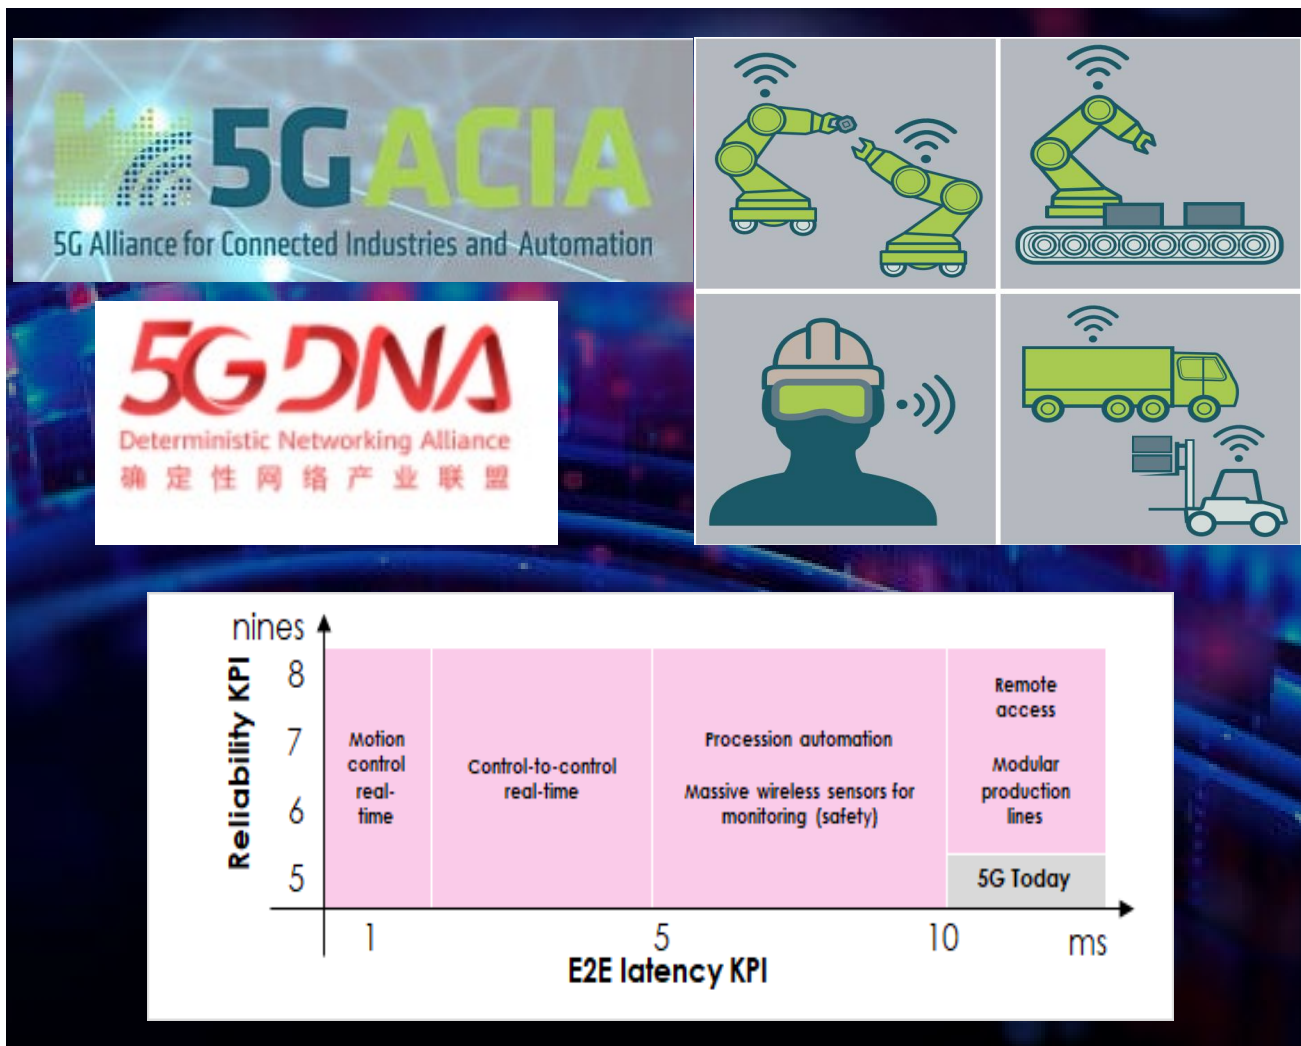 5G ACIA
5G Alliance for Connected Industries and Automation
5G DNA
Deterministic Networking Alliance
确定性网络产业联盟
nines
Reliability KPI
8
7
6
5
Motion
control
real-
time
Control-to-control
real-time
Procession automation
Massive wireless sensors for
monitoring (safety)
Remote
access
Modular
production
lines
5G Today
1
5
10
ms
E2E latency KPI